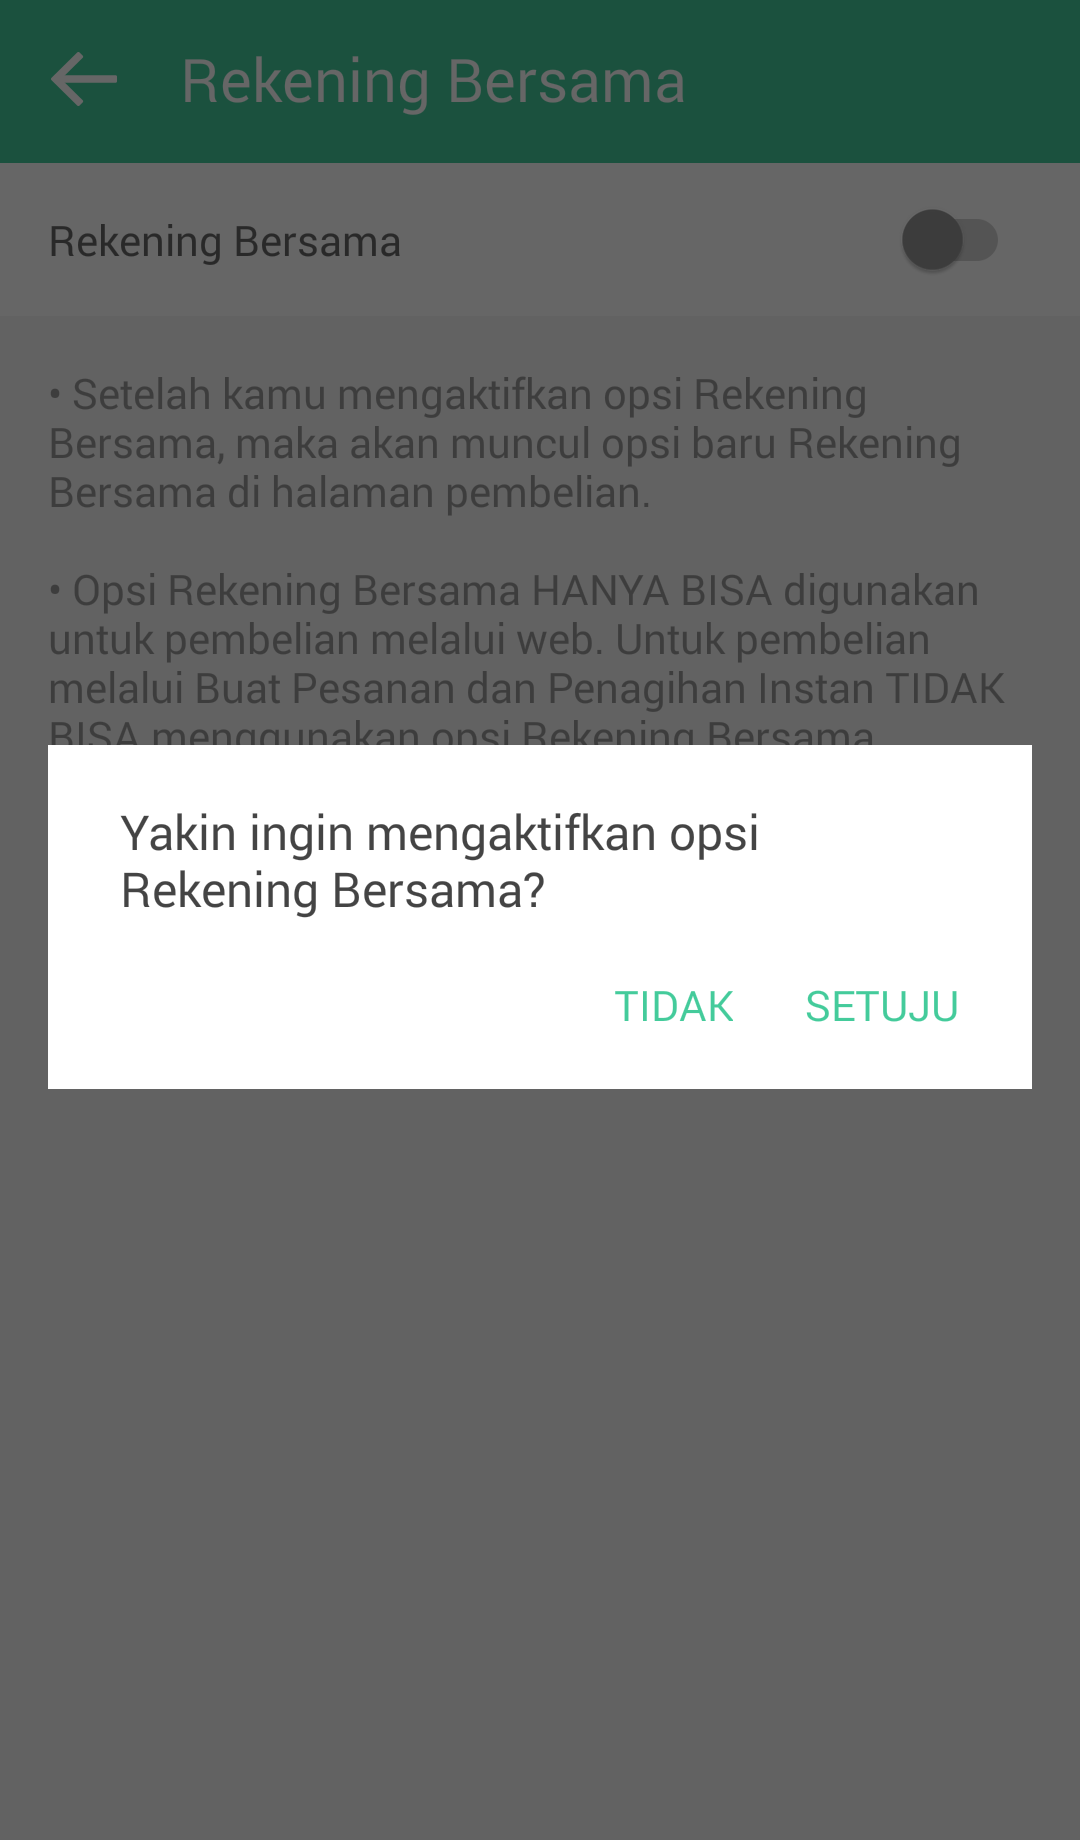 Rekening Bersama
Rekening Bersama
• Setelah kamu mengaktifkan opsi Rekening
Bersama, maka akan muncul opsi baru Rekening
Bersama di halaman pembelian.
• Opsi Rekening Bersama HANYA BISA digunakan
untuk pembelian melalui web. Untuk pembelian
melalui Buat Pesanan dan Penagihan Instan TIDAK
BISA menggunakan opsi Rekening Bersama
Yakin ingin mengaktifkan opsi
Rekening Bersama?
TIDAK SETUJU